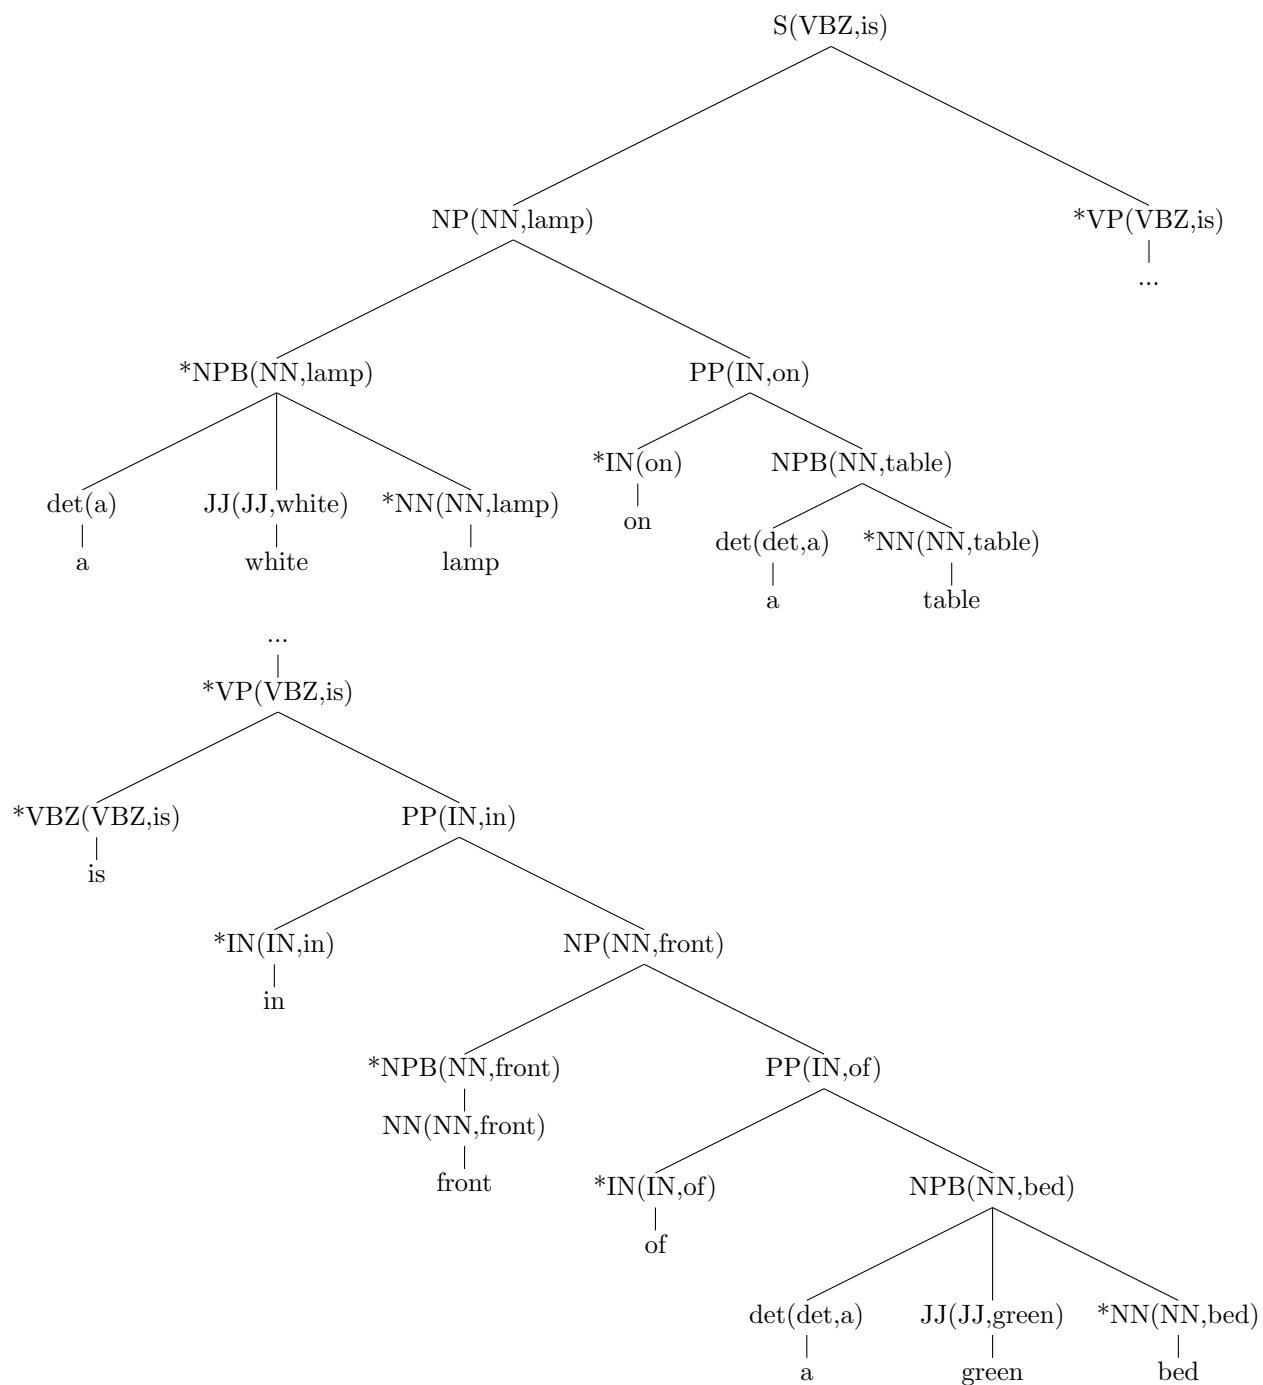 S(VBZ,is)
NP(NN,lamp) *VP(VBZ,is)
...
*NPB(NN,lamp) PP(IN,on)
*IN(on) NPB(NN,table)
det(a) JJ(JJ,white) *NN(NN,lamp)
on
det(det,a) *NN(NN,table)
a white lamp
a table
...
*VP(VBZ,is)
*VBZ(VBZ,is) PP(IN,in)
is
*IN(IN,in) NP(NN,front)
in
*NPB(NN,front) PP(IN,of)
NN(NN,front)
front
*IN(IN,of) NPB(NN,bed)
of
det(det,a) JJ(JJ,green) *NN(NN,bed)
a green bed